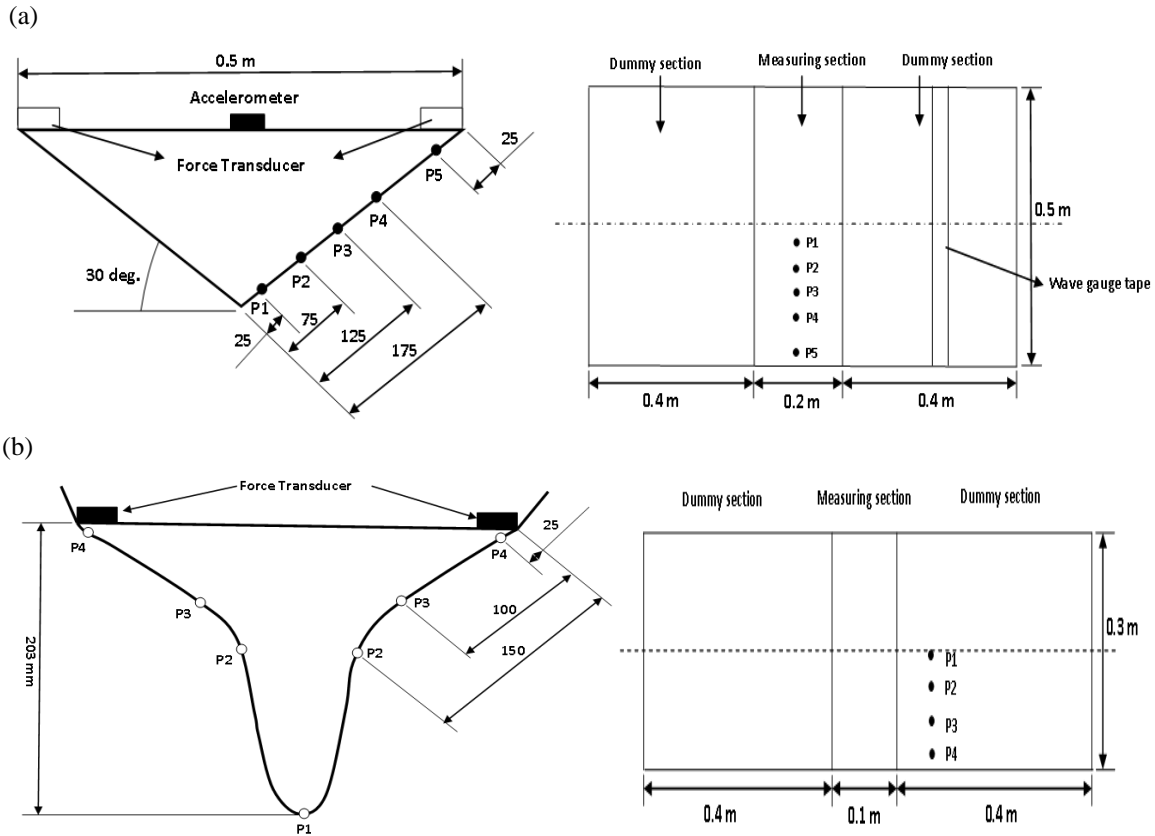 (a)
0.5 m
Accelerometer
Force Transducer
25
P5
P4
P3
P2
P1
30 deg.
25
75
125
175
Dummy section
Measuring section
Dummy section
0.5 m
P1
P2
P3
P4
P5
Wave gauge tape
0.4 m
0.2 m
0.4 m
(b)
Force Transducer
25
P4
P4
P3
P3
100
P2
P2
150
203 mm
P1
Dummy section
Measuring section
Dummy section
0.3 m
P1
P2
P3
P4
0.4 m
0.1 m
0.4 m